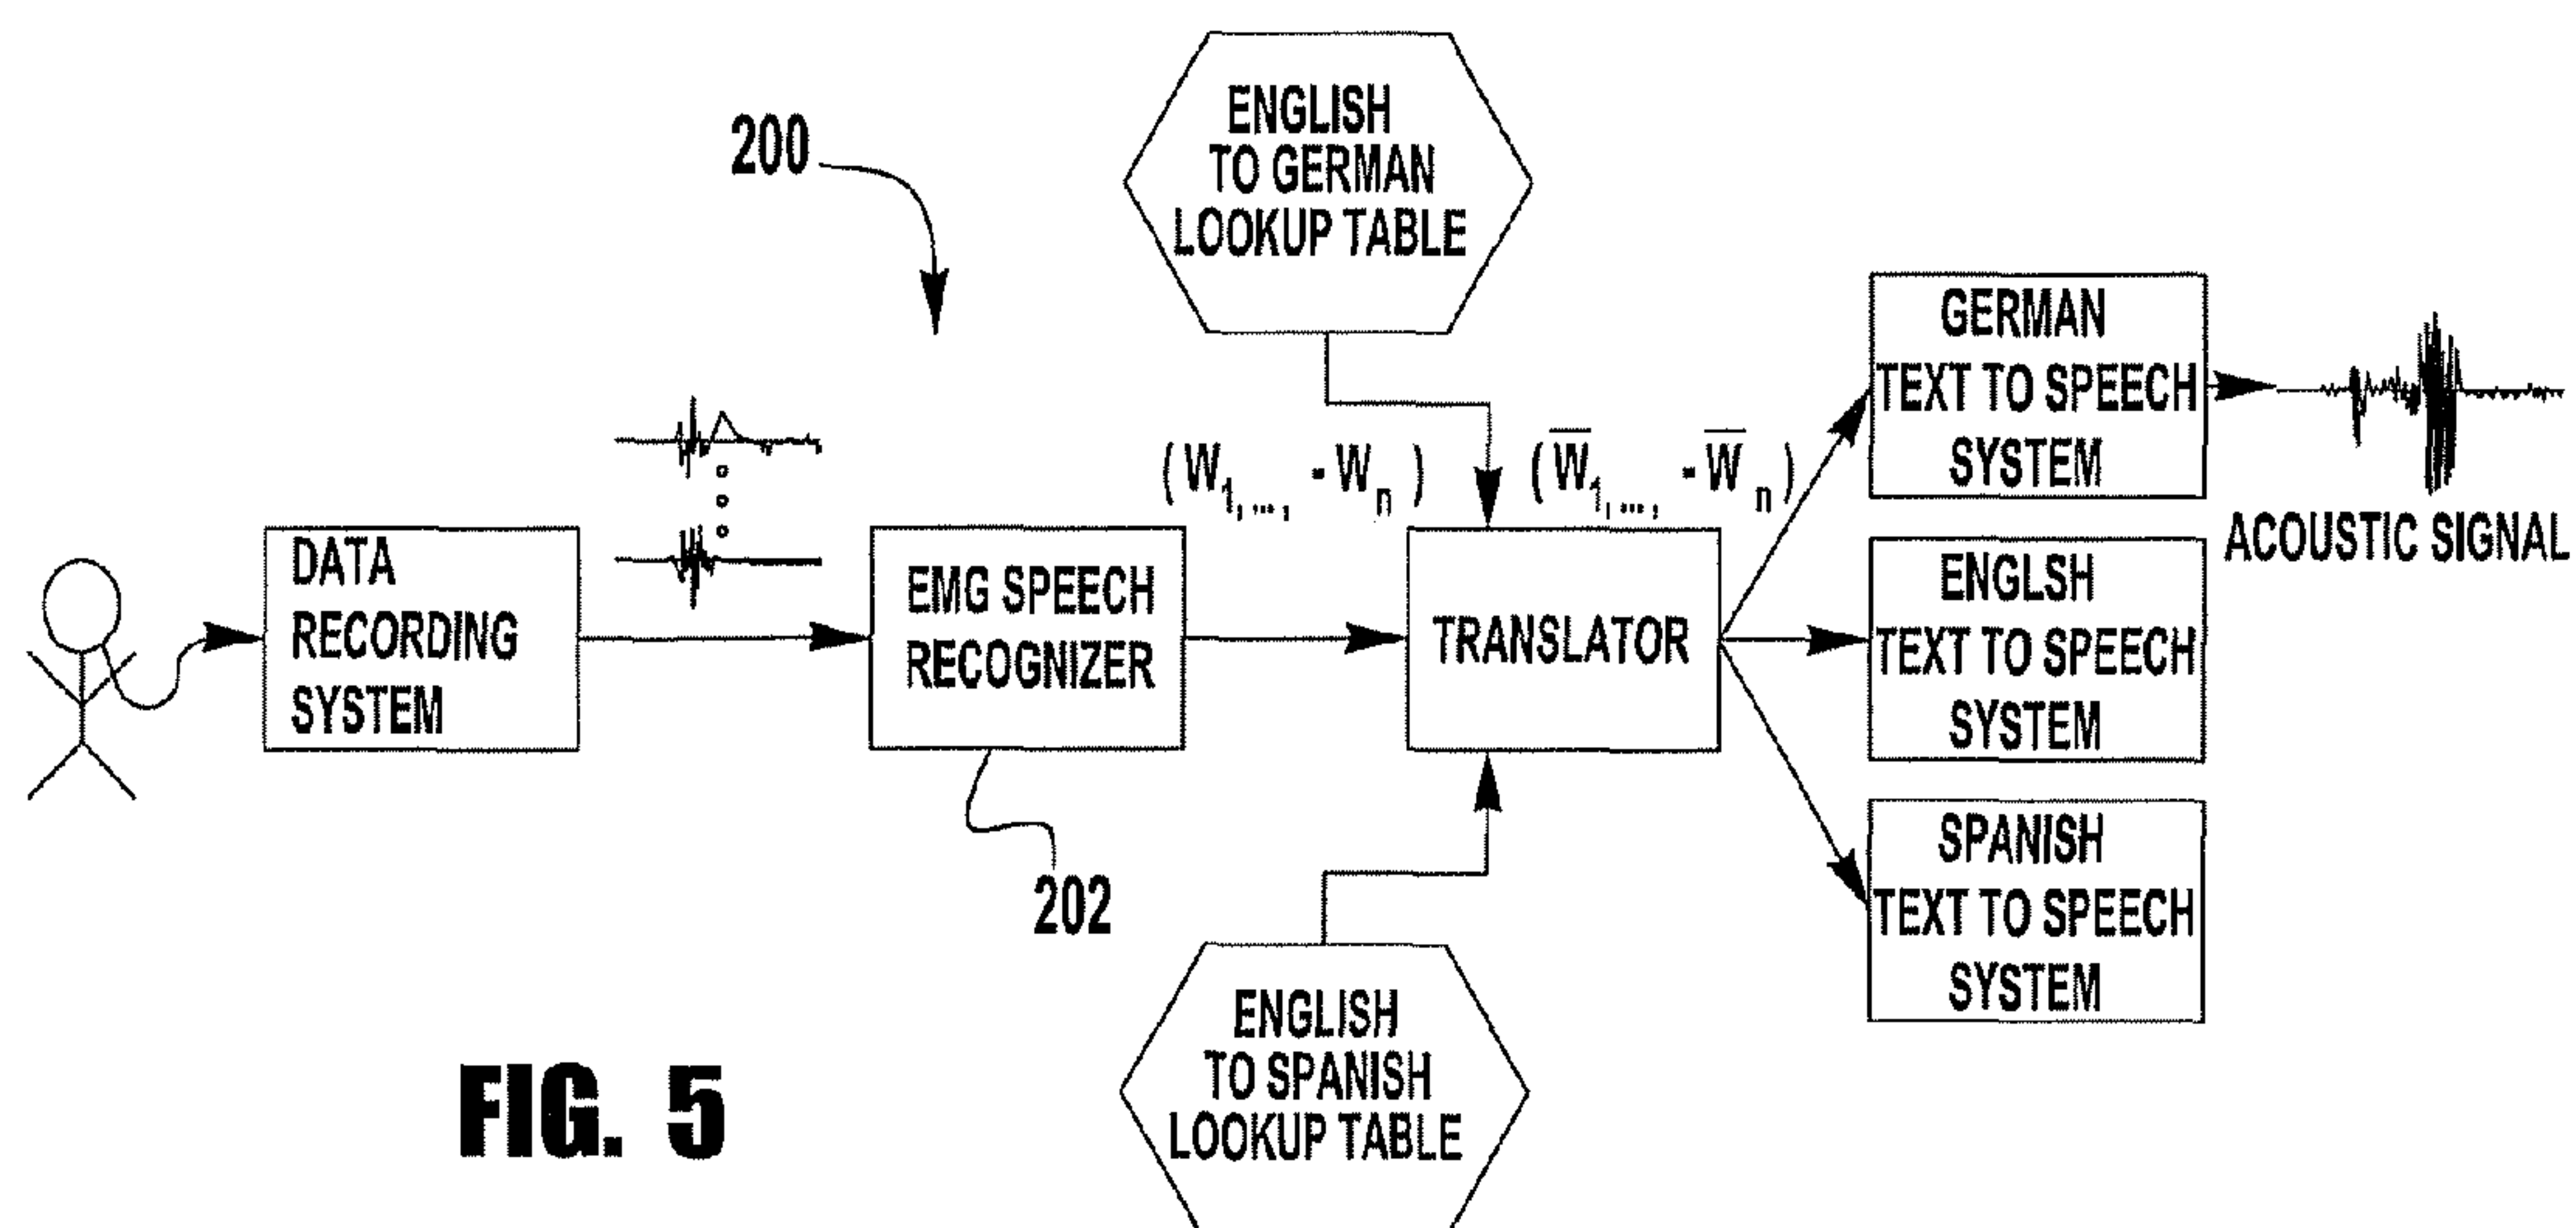 200
ENGLISH
TO GERMAN
LOOKUP TABLE
DATA
RECORDING
SYSTEM
EMG SPEECH
RECOGNIZER
202
(W1,..., - Wn)
TRANSLATOR
(W̅1,..., - W̅n)
ENGLISH
TO SPANISH
LOOKUP TABLE
GERMAN
TEXT TO SPEECH
SYSTEM
ACOUSTIC SIGNAL
ENGLSH
TEXT TO SPEECH
SYSTEM
SPANISH
TEXT TO SPEECH
SYSTEM
FIG. 5